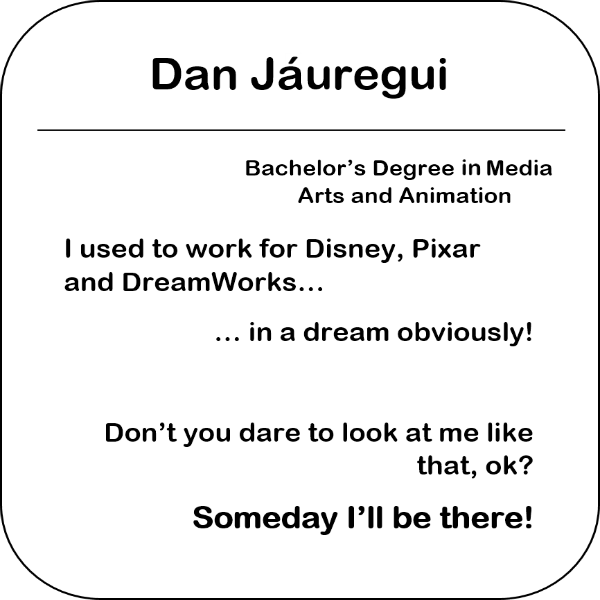 Dan Jáuregui
Bachelor’s Degree in Media
Arts and Animation
I used to work for Disney, Pixar
and DreamWorks...
... in a dream obviously!
Don’t you dare to look at me like
that, ok?
Someday I’ll be there!